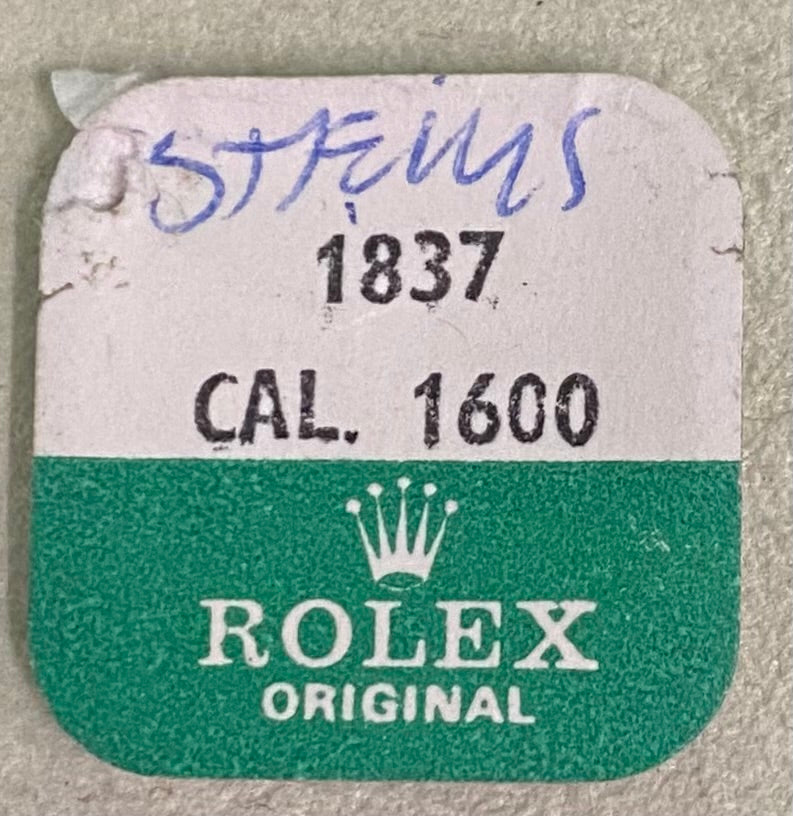 STEMS
1837
CAL. 1600
ROLEX
ORIGINAL